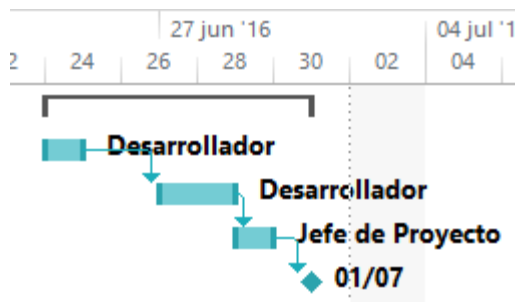 27 jun '16 04 jul '1
2 24 26 28 30 02 04
Desarrollador
Desarrollador
Jefe de Proyecto
01/07